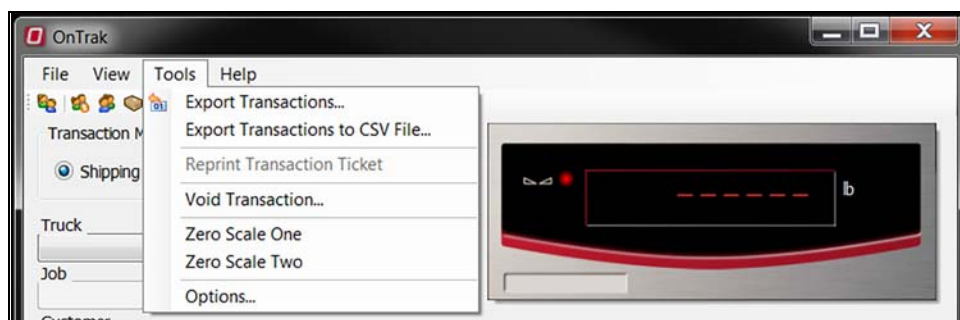 OnTrak
File View Tools Help
Export Transactions...
Export Transactions to CSV File...
Reprint Transaction Ticket
Void Transaction...
Zero Scale One
Zero Scale Two
Options...
Transaction M
Shipping
Truck
Job
lb